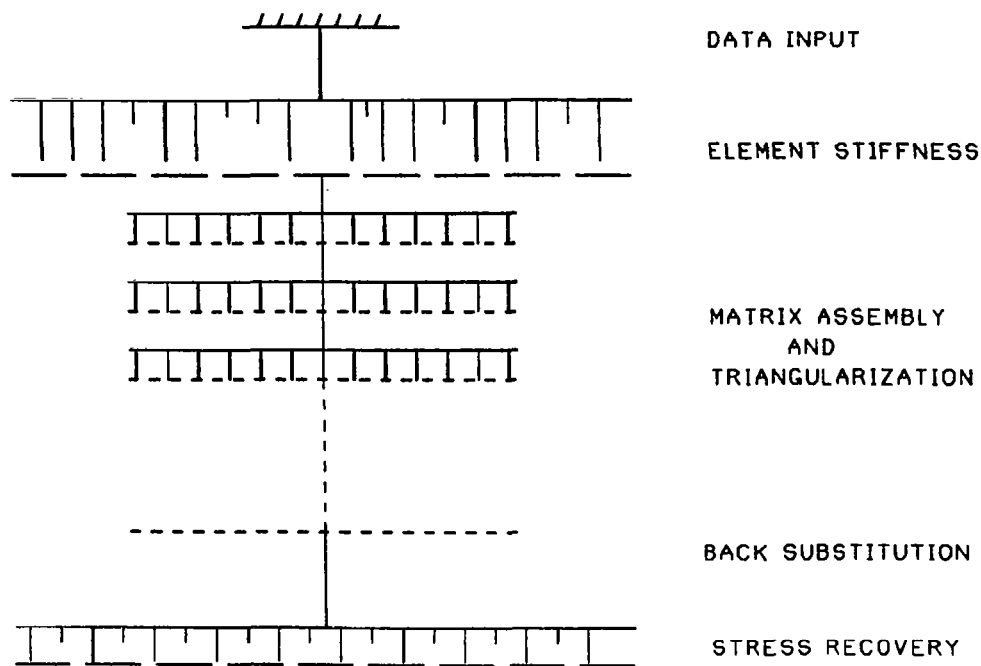 DATA INPUT
ELEMENT STIFFNESS
MATRIX ASSEMBLY
AND
TRIANGULARIZATION
BACK SUBSTITUTION
STRESS RECOVERY